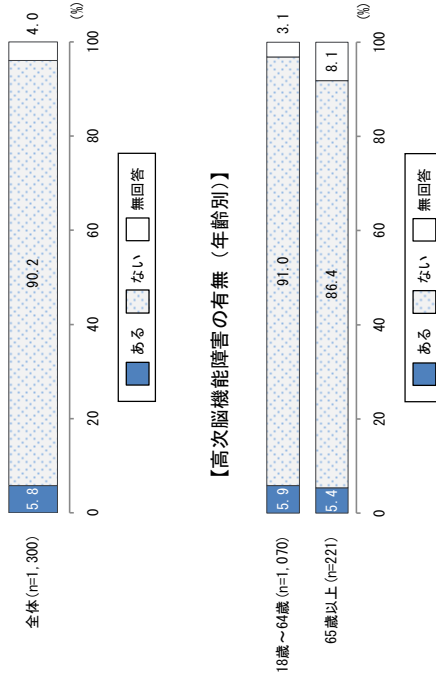 全体(n=1,300)
5.8
90.2
4.0
0
20
40
60
80
100
(%)
ある
ない
無回答
【高次脳機能障害の有無（年齢別）】
18歳～64歳(n=1,070)
5.9
91.0
3.1
65歳以上(n=221)
5.4
86.4
8.1
0
20
40
60
80
100
(%)
ある
ない
無回答